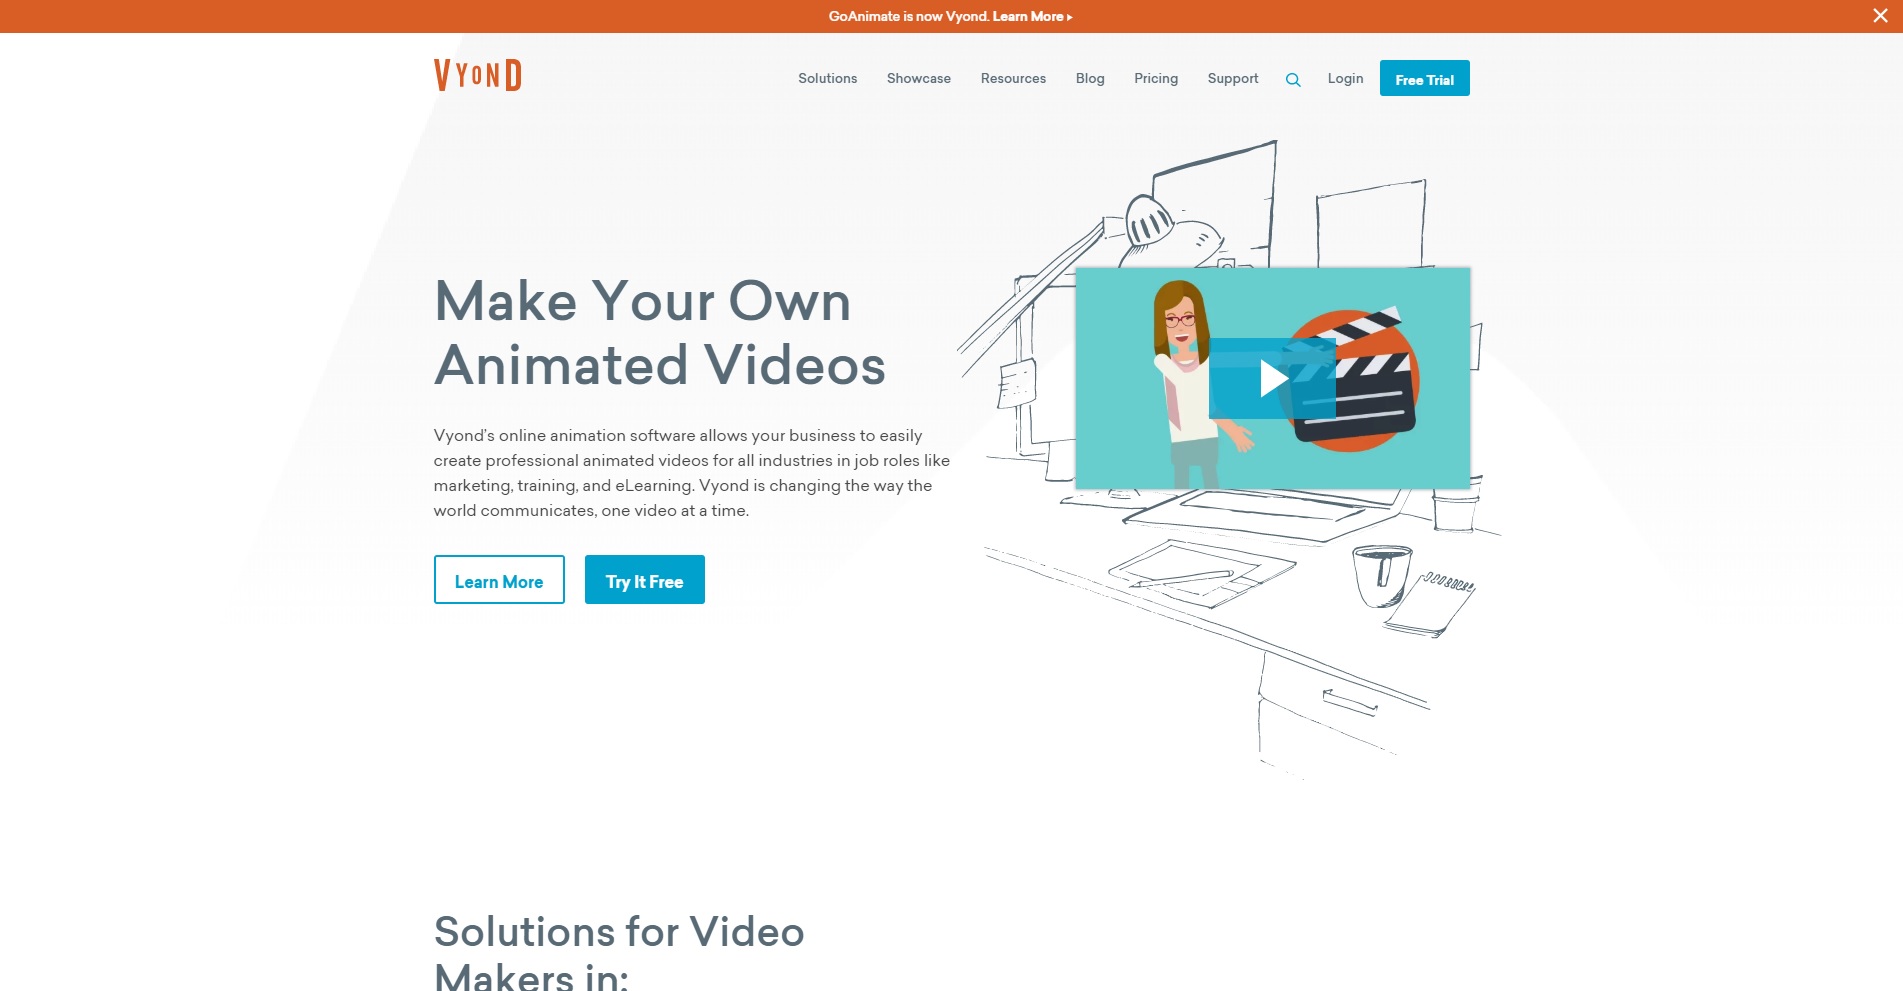 GoAnimate is now Vyond. Learn More ▸
VYOND
Solutions Showcase Resources Blog Pricing Support Login Free Trial
Make Your Own
Animated Videos
Vyond’s online animation software allows your business to easily
create professional animated videos for all industries in job roles like
marketing, training, and eLearning. Vyond is changing the way the
world communicates, one video at a time.
Learn More Try It Free
Solutions for Video
Makers in: